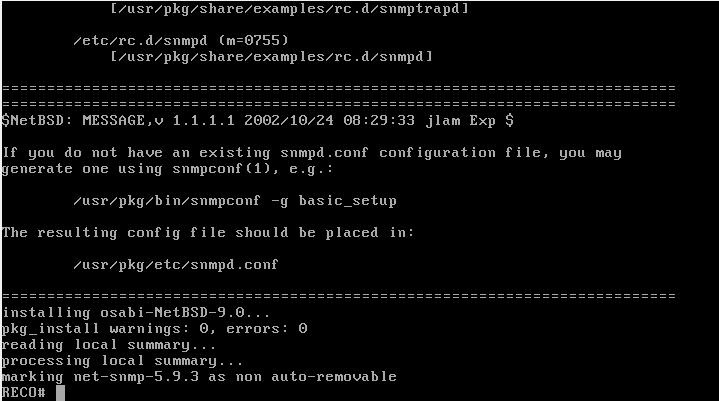 [/usr/pkg/share/examples/rc.d/snmptrapd]
/etc/rc.d/snmpd (m=0755)
[/usr/pkg/share/examples/rc.d/snmpd]
===========================================================================
===========================================================================
$NetBSD: MESSAGE,v 1.1.1.1 2002/10/24 08:29:33 jlam Exp $
If you do not have an existing snmpd.conf configuration file, you may
generate one using snmpconf(1), e.g.:
/usr/pkg/bin/snmpconf -g basic_setup
The resulting config file should be placed in:
/usr/pkg/etc/snmpd.conf
===========================================================================
installing osabi-NetBSD-9.0...
pkg_install warnings: 0, errors: 0
reading local summary...
processing local summary...
marking net-snmp-5.9.3 as non auto-removable
RECO#